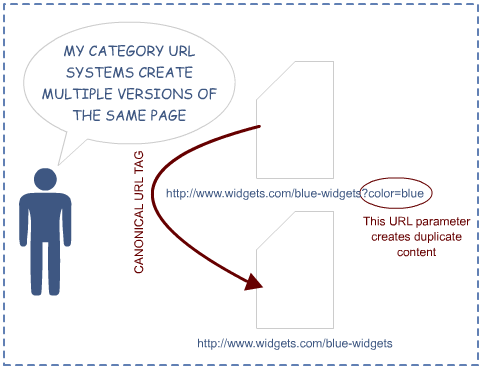 MY CATEGORY URL
SYSTEMS CREATE
MULTIPLE VERSIONS OF
THE SAME PAGE
CANONICAL URL TAG
http://www.widgets.com/blue-widgets?color=blue
This URL parameter
creates duplicate
content
http://www.widgets.com/blue-widgets